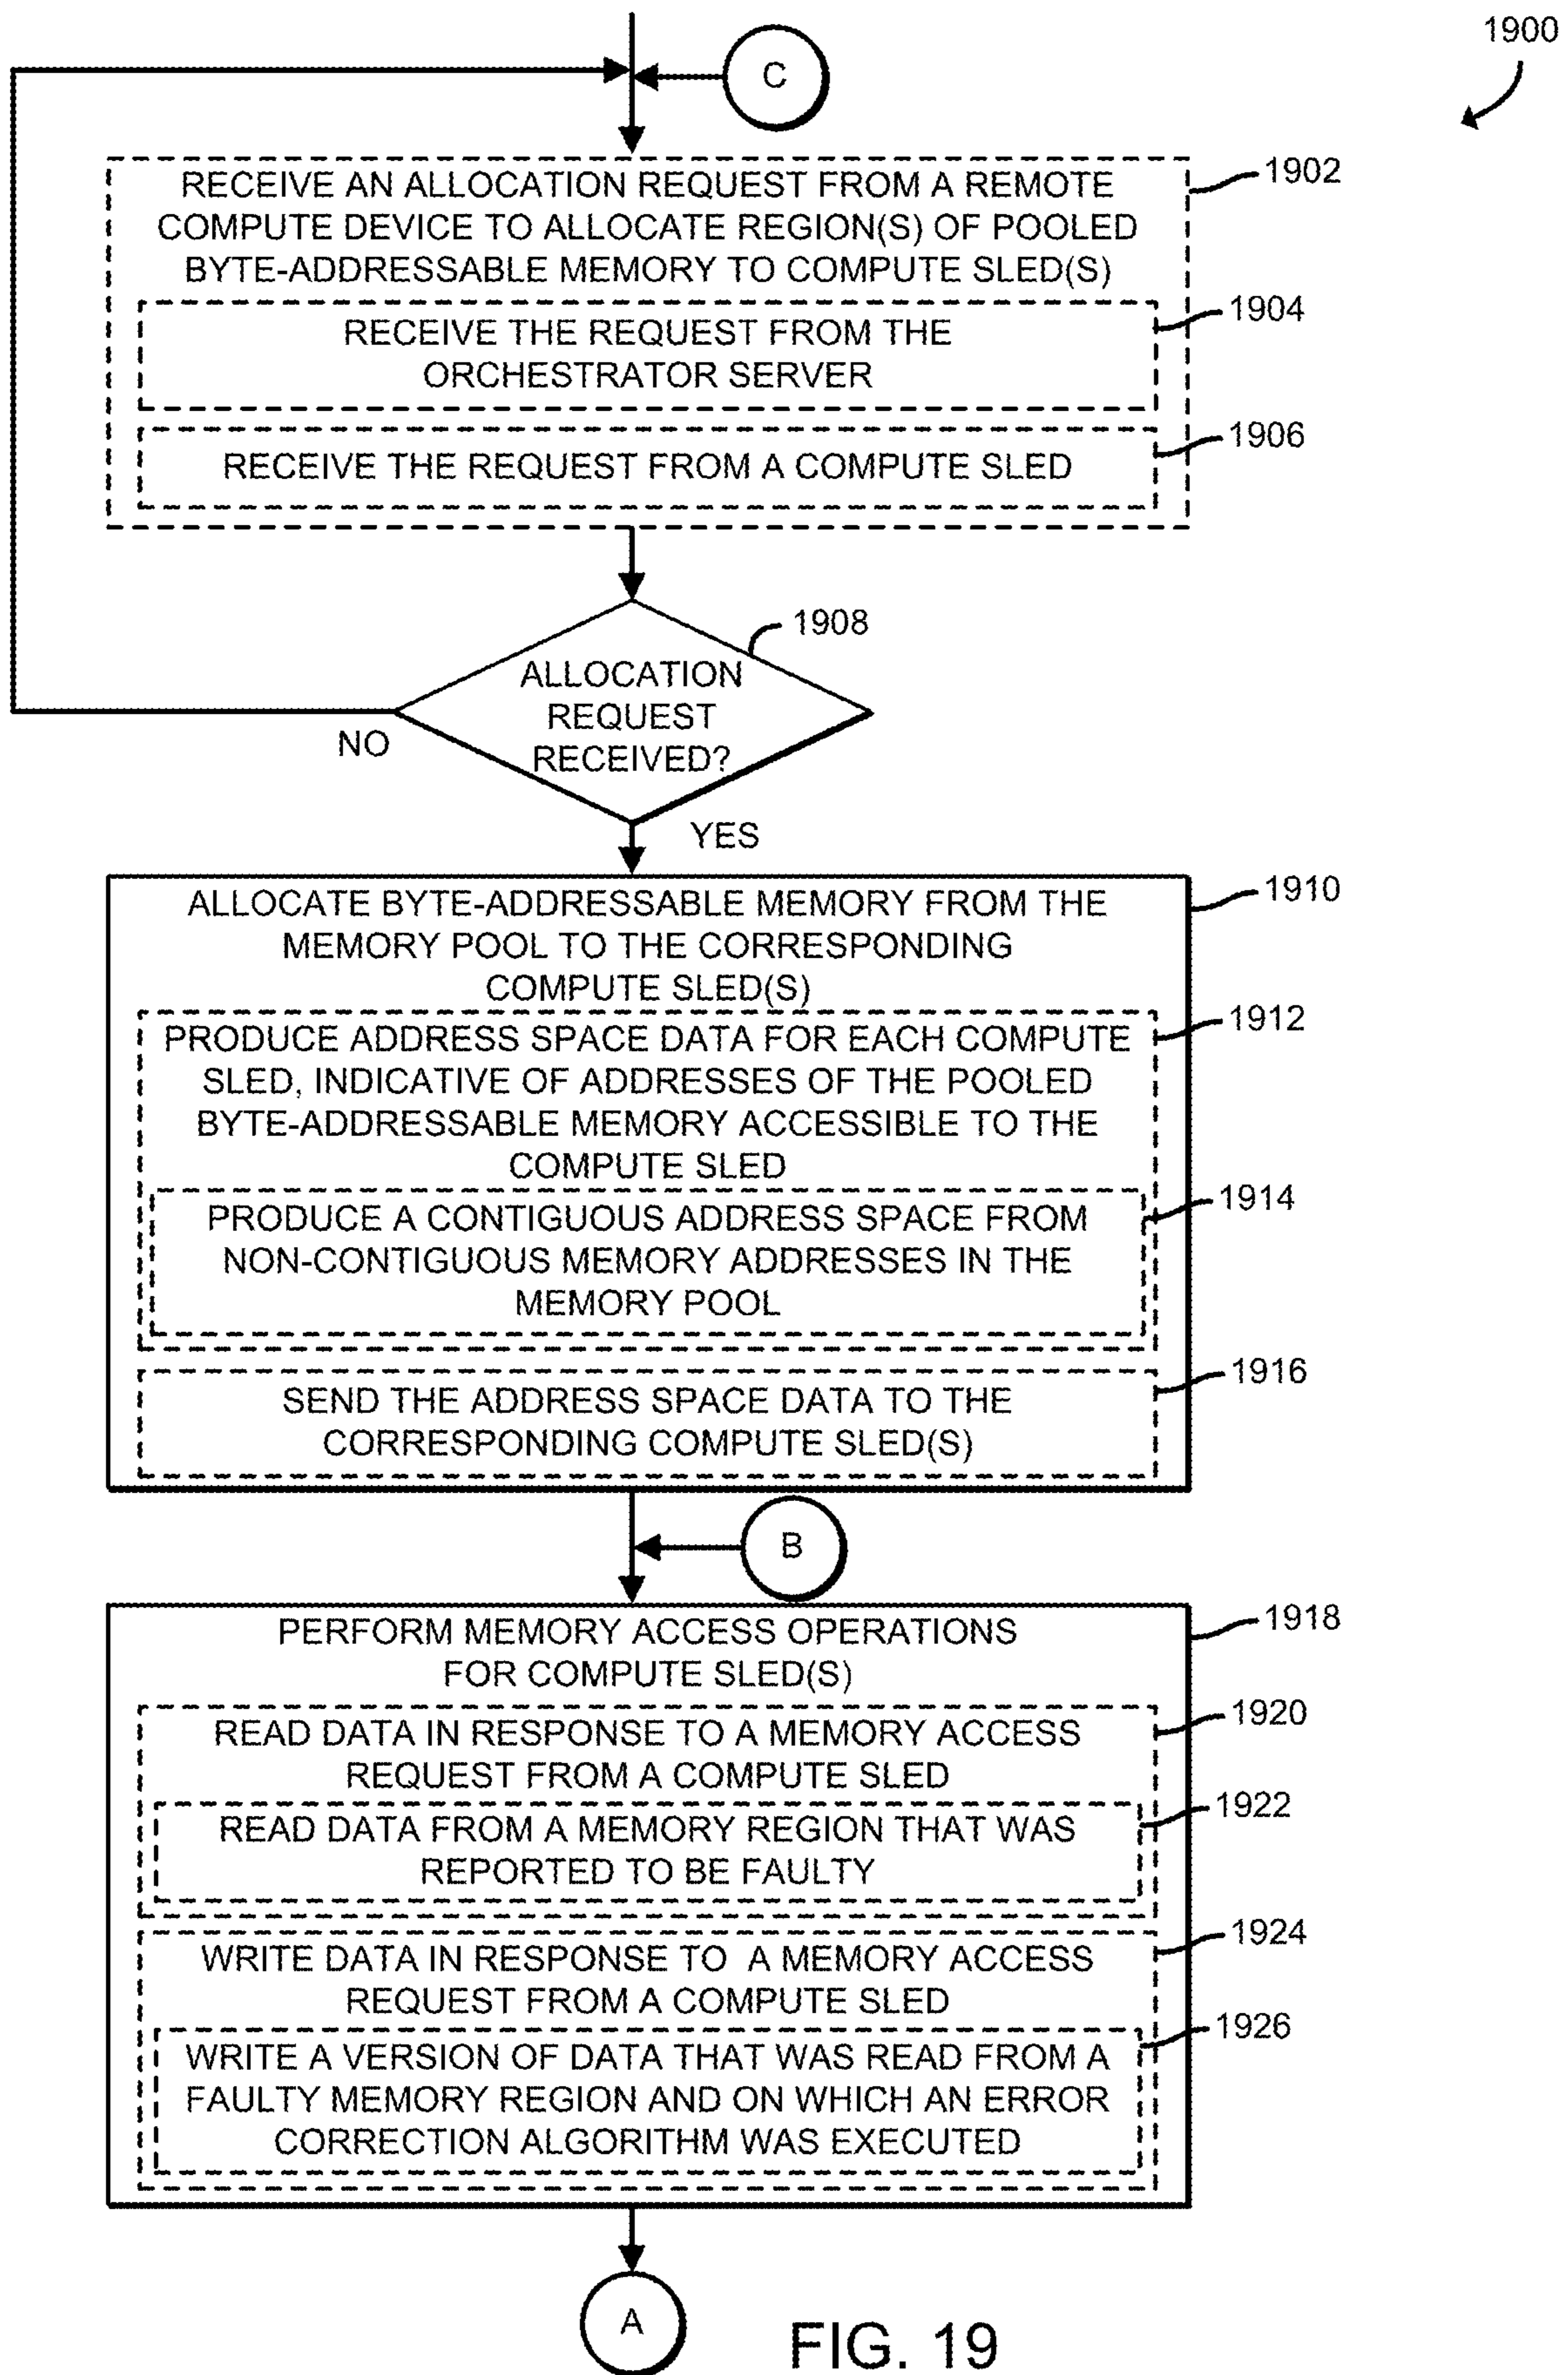 1900
C
1902
RECEIVE AN ALLOCATION REQUEST FROM A REMOTE
COMPUTE DEVICE TO ALLOCATE REGION(S) OF POOLED
BYTE-ADDRESSABLE MEMORY TO COMPUTE SLED(S)
1904
RECEIVE THE REQUEST FROM THE
ORCHESTRATOR SERVER
1906
RECEIVE THE REQUEST FROM A COMPUTE SLED
1908
ALLOCATION
REQUEST
RECEIVED?
NO
YES
1910
ALLOCATE BYTE-ADDRESSABLE MEMORY FROM THE
MEMORY POOL TO THE CORRESPONDING
COMPUTE SLED(S)
1912
PRODUCE ADDRESS SPACE DATA FOR EACH COMPUTE
SLED, INDICATIVE OF ADDRESSES OF THE POOLED
BYTE-ADDRESSABLE MEMORY ACCESSIBLE TO THE
COMPUTE SLED
1914
PRODUCE A CONTIGUOUS ADDRESS SPACE FROM
NON-CONTIGUOUS MEMORY ADDRESSES IN THE
MEMORY POOL
1916
SEND THE ADDRESS SPACE DATA TO THE
CORRESPONDING COMPUTE SLED(S)
B
1918
PERFORM MEMORY ACCESS OPERATIONS
FOR COMPUTE SLED(S)
1920
READ DATA IN RESPONSE TO A MEMORY ACCESS
REQUEST FROM A COMPUTE SLED
1922
READ DATA FROM A MEMORY REGION THAT WAS
REPORTED TO BE FAULTY
1924
WRITE DATA IN RESPONSE TO A MEMORY ACCESS
REQUEST FROM A COMPUTE SLED
1926
WRITE A VERSION OF DATA THAT WAS READ FROM A
FAULTY MEMORY REGION AND ON WHICH AN ERROR
CORRECTION ALGORITHM WAS EXECUTED
A
FIG. 19